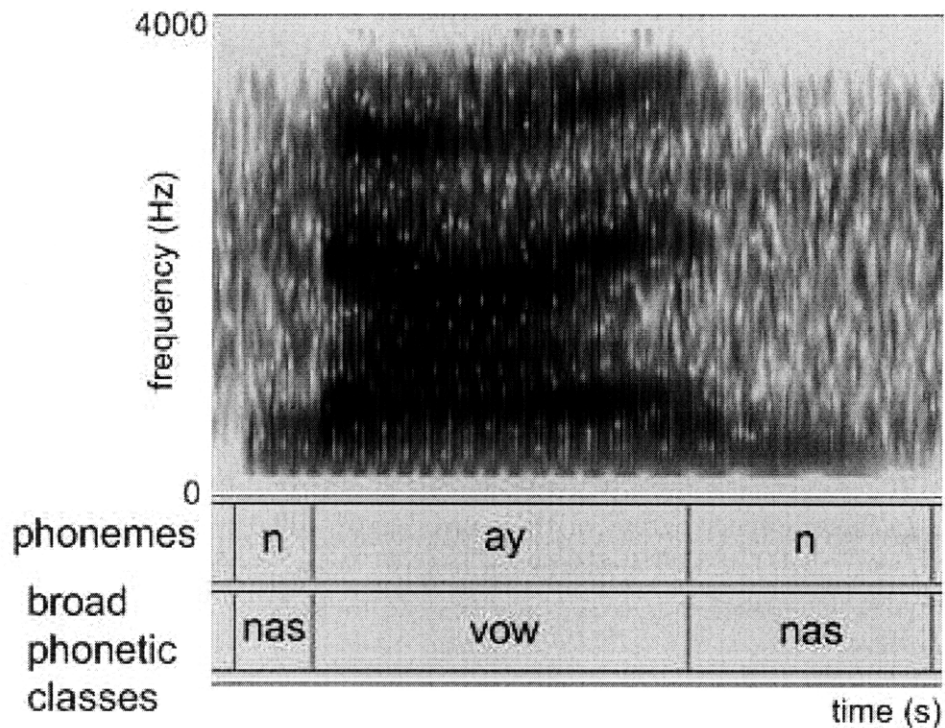 4000
frequency (Hz)
0
phonemes
n ay n
broad
phonetic
classes
nas vow nas
time (s)